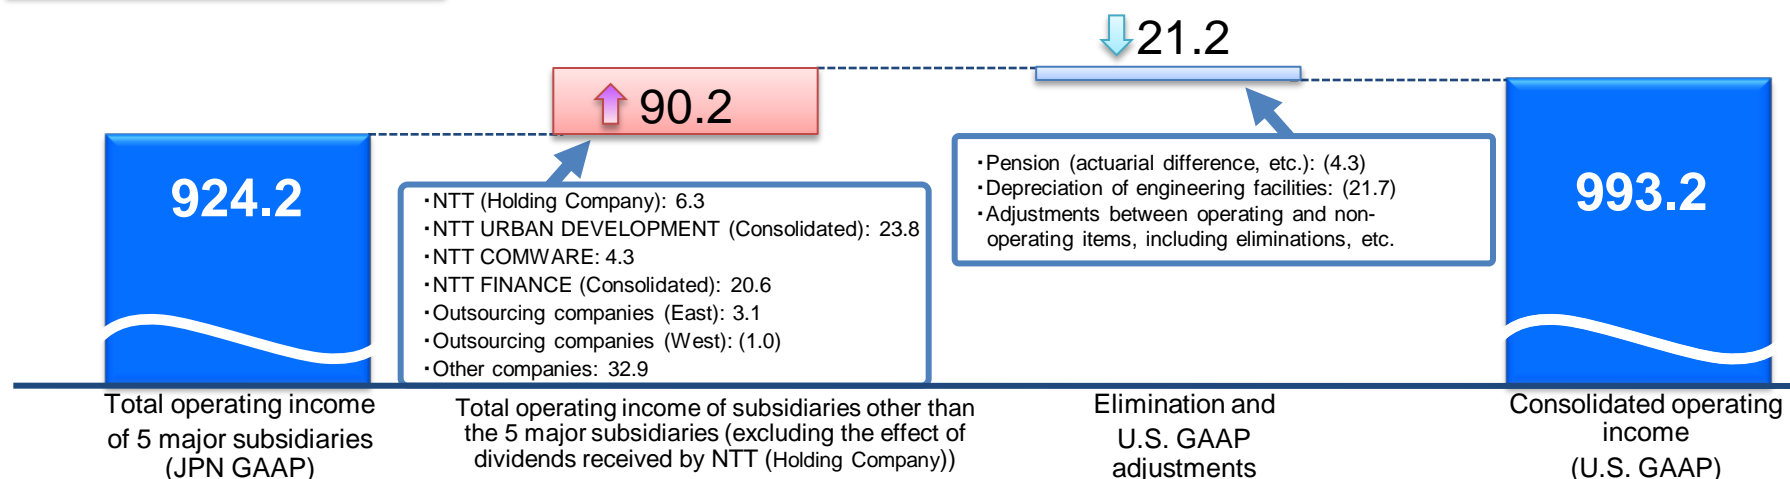 21.2
90.2
924.2
993.2
・NTT (Holding Company): 6.3
・NTT URBAN DEVELOPMENT (Consolidated): 23.8
・NTT COMWARE: 4.3
・NTT FINANCE (Consolidated): 20.6
・Outsourcing companies (East): 3.1
・Outsourcing companies (West): (1.0)
・Other companies: 32.9
・Pension (actuarial difference, etc.): (4.3)
・Depreciation of engineering facilities: (21.7)
・Adjustments between operating and non-
operating items, including eliminations, etc.
Total operating income
of 5 major subsidiaries
(JPN GAAP)
Total operating income of subsidiaries other than
the 5 major subsidiaries (excluding the effect of
dividends received by NTT (Holding Company))
Elimination and
U.S. GAAP
adjustments
Consolidated operating
income
(U.S. GAAP)